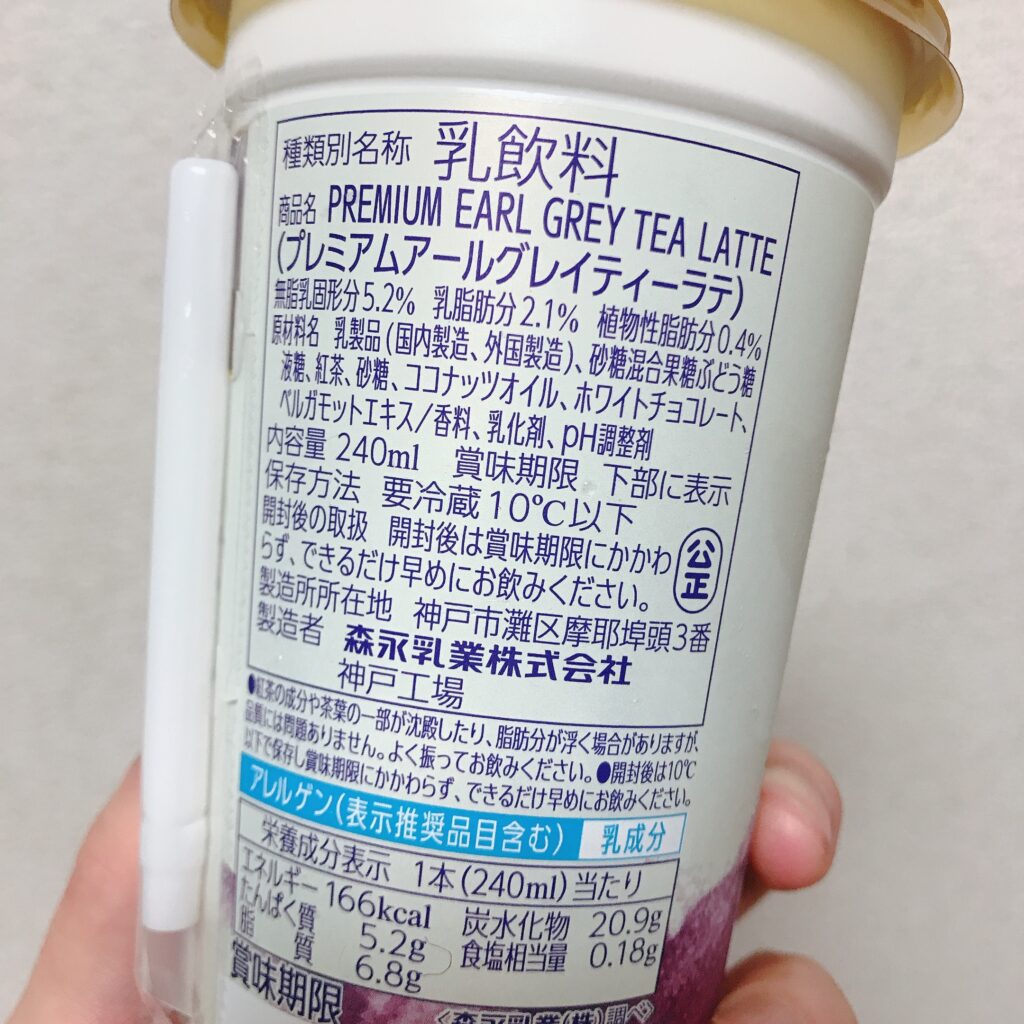 種類別名称 乳飲料
商品名 PREMIUM EARL GREY TEA LATTE
(プレミアムアールグレイティーラテ)
無脂乳固形分5.2% 乳脂肪分2.1% 植物性脂肪分0.4%
原材料名 乳製品(国内製造、外国製造)、砂糖混合果糖ぶどう糖
液糖、紅茶、砂糖、ココナッツオイル、ホワイトチョコレート、
ベルガモットエキス/香料、乳化剤、pH調整剤
内容量 240ml 賞味期限 下部に表示
保存方法 要冷蔵10℃以下
開封後の取扱 開封後は賞味期限にかかわ
らず、できるだけ早めにお飲みください。
公正
製造所所在地 神戸市灘区摩耶埠頭3番
製造者 森永乳業株式会社
神戸工場
●紅茶の成分や茶葉の一部が沈殿したり、脂肪分が浮く場合がありますが、
品質には問題ありません。よく振ってお飲みください。●開封後は10℃
以下で保存し賞味期限にかかわらず、できるだけ早めにお飲みください。
アレルゲン(表示推奨品目含む) 乳成分
栄養成分表示 1本(240ml)当たり
エネルギー 166kcal 炭水化物 20.9g
たんぱく質 5.2g 食塩相当量 0.18g
脂質 6.8g
賞味期限 <森永乳業(株)調べ>